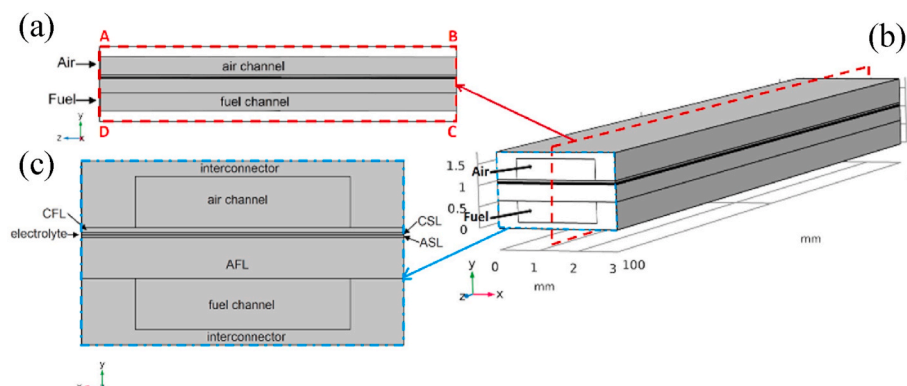 (a)
A
B
Air
air channel
Fuel
fuel channel
D
C
y
z
x
(b)
1.5
Air
1
0.5
Fuel
0
mm
0
1
2
3
100
mm
y
z
x
(c)
interconnector
air channel
CFL
CSL
electrolyte
ASL
AFL
fuel channel
interconnector
y